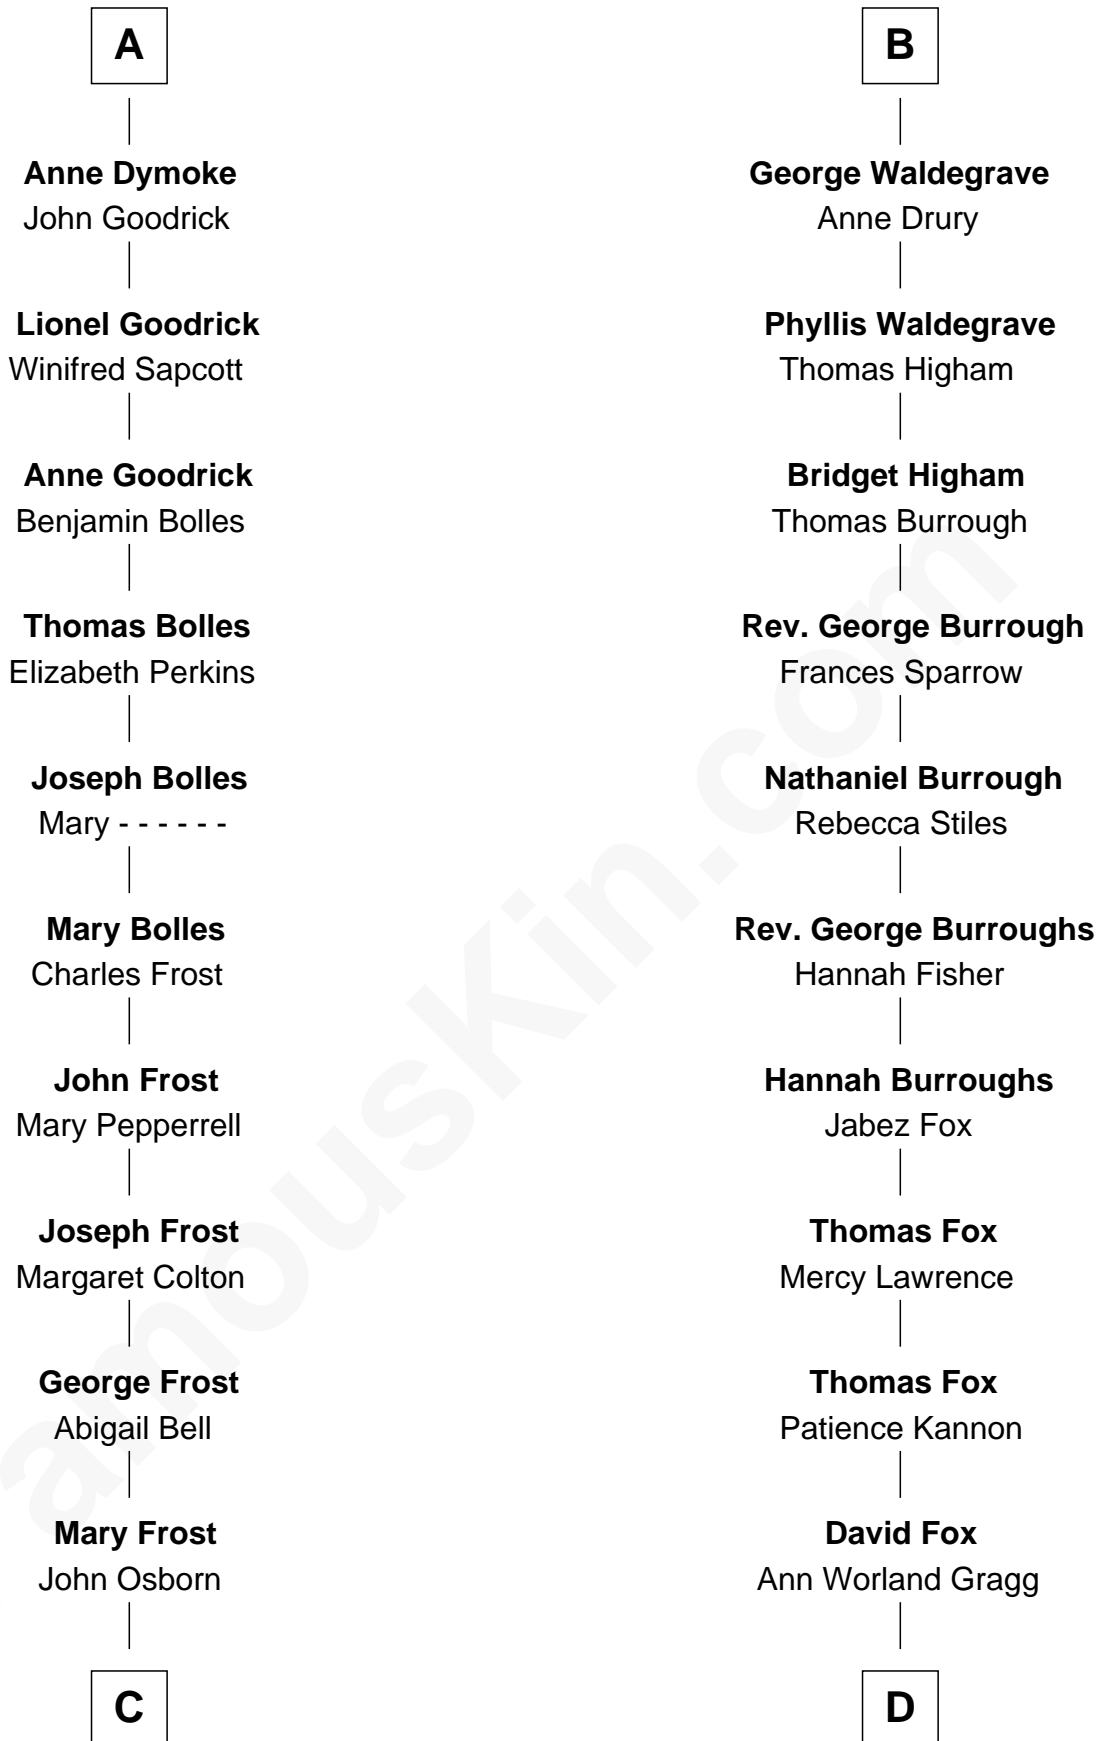 A
Anne Dymoke
John Goodrick
Lionel Goodrick
Winifred Sapcott
Anne Goodrick
Benjamin Bolles
Thomas Bolles
Elizabeth Perkins
Joseph Bolles
Mary - - - - - -
Mary Bolles
Charles Frost
John Frost
Mary Pepperrell
Joseph Frost
Margaret Colton
George Frost
Abigail Bell
Mary Frost
John Osborn
C
B
George Waldegrave
Anne Drury
Phyllis Waldegrave
Thomas Higham
Bridget Higham
Thomas Burrough
Rev. George Burrough
Frances Sparrow
Nathaniel Burrough
Rebecca Stiles
Rev. George Burroughs
Hannah Fisher
Hannah Burroughs
Jabez Fox
Thomas Fox
Mercy Lawrence
Thomas Fox
Patience Kannon
David Fox
Ann Worland Gragg
D
amousKin.com